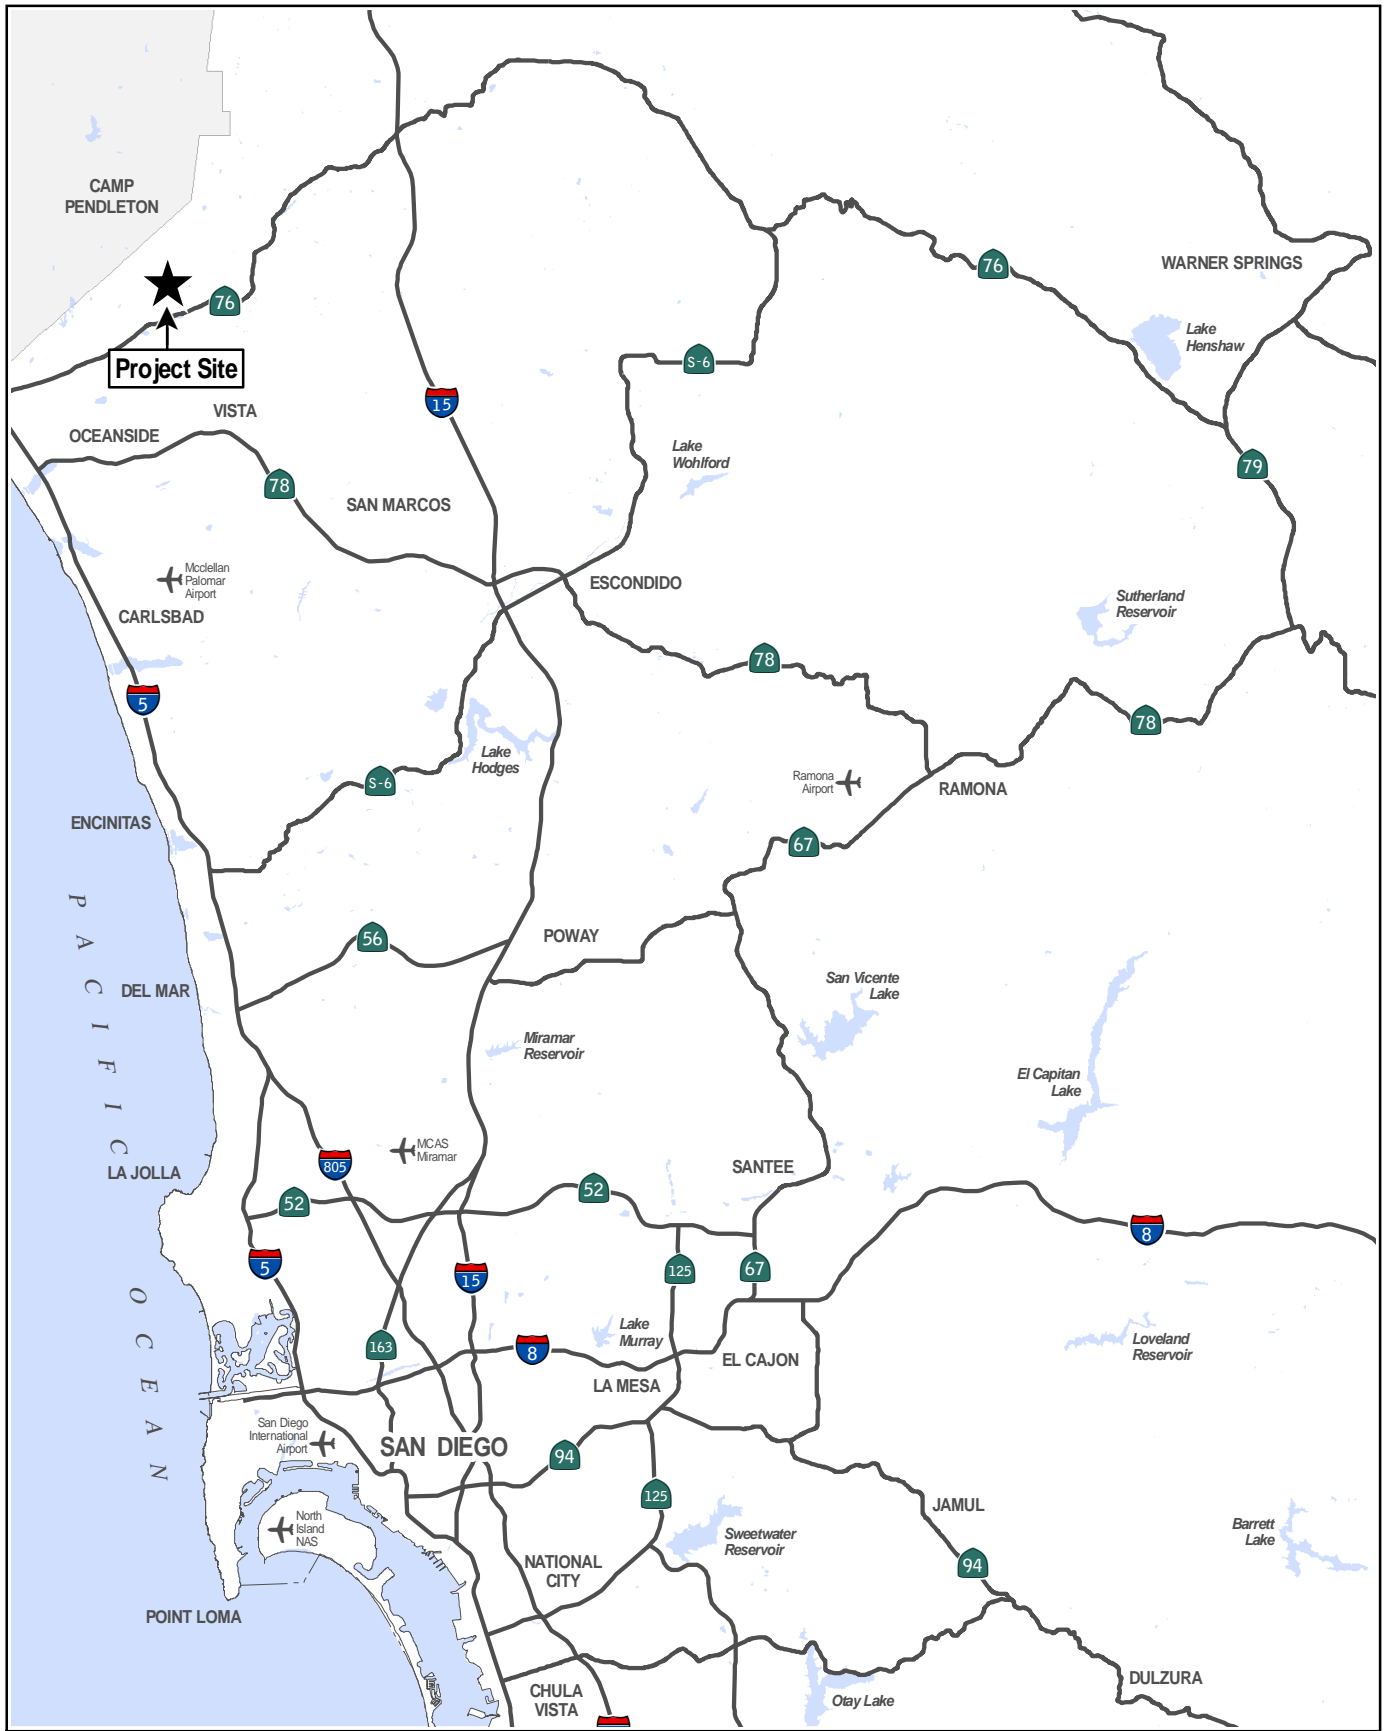 CAMP
PENDLETON
76
Project Site
76
WARNER SPRINGS
Lake
Henshaw
S-6
15
VISTA
OCEANSIDE
78
SAN MARCOS
Lake
Wohlford
79
Mcclellan
Palomar
Airport
CARLSBAD
ESCONDIDO
Sutherland
Reservoir
78
5
78
Lake
Hodges
S-6
Ramona
Airport
RAMONA
ENCINITAS
67
PACIFIC
56
POWAY
DEL MAR
San Vicente
Lake
Miramar
Reservoir
El Capitan
Lake
MCAS
Miramar
805
SANTEE
LA JOLLA
52
52
8
5
15
125
67
OCEAN
163
Lake
Murray
8
Loveland
Reservoir
EL CAJON
LA MESA
San Diego
International
Airport
SAN DIEGO
94
125
JAMUL
North
Island
NAS
Sweetwater
Reservoir
Barrett
Lake
NATIONAL
CITY
94
POINT LOMA
DULZURA
CHULA
VISTA
Otay Lake